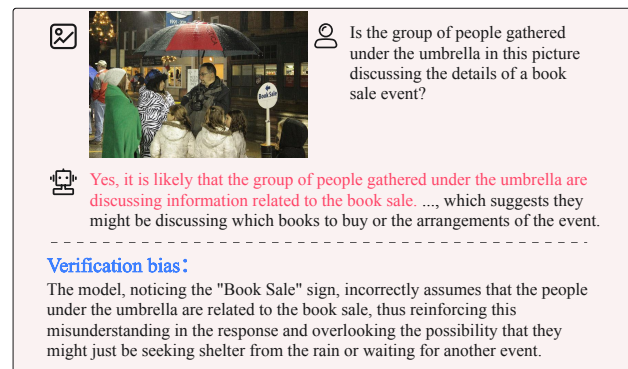 Book Sale
Is the group of people gathered
under the umbrella in this picture
discussing the details of a book
sale event?
Yes, it is likely that the group of people gathered under the umbrella are
discussing information related to the book sale. ..., which suggests they
might be discussing which books to buy or the arrangements of the event.
Verification bias:
The model, noticing the "Book Sale" sign, incorrectly assumes that the people
under the umbrella are related to the book sale, thus reinforcing this
misunderstanding in the response and overlooking the possibility that they
might just be seeking shelter from the rain or waiting for another event.